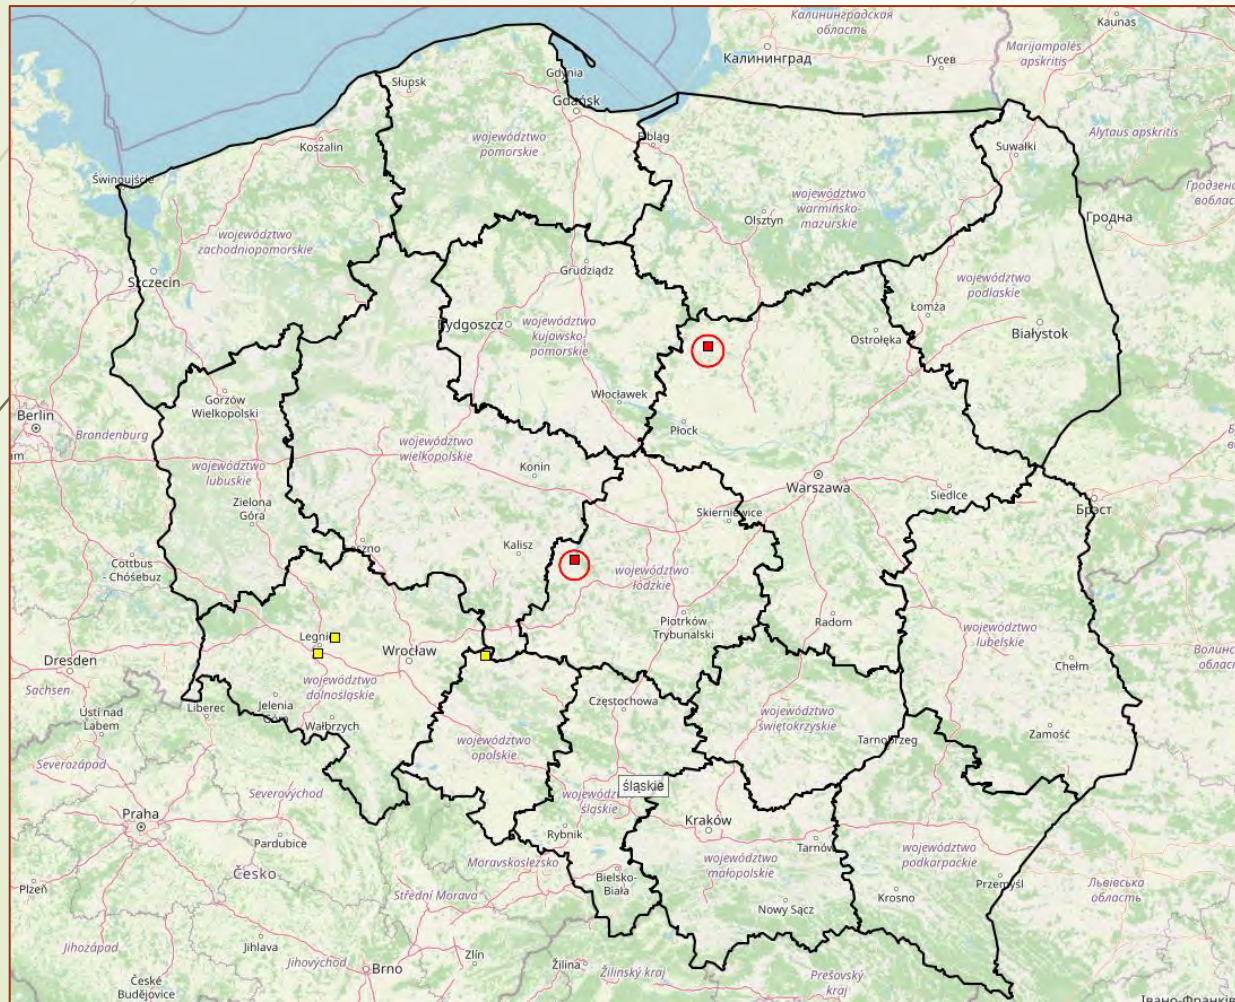 Калининградская
область
Kaunas
Калининград
Гусев
Marijampolės
apskritis
Słupsk
Gdynia
Gdańsk
Koszalin
województwo
pomorskie
Elbląg
Suwałki
Alytaus apskritis
Świnoujście
województwo
warmińsko-
mazurskie
Гродна
Olsztyn
województwo
zachodniopomorskie
Szczecin
Grudziądz
województwo
podlaskie
Łomża
Białystok
Bydgoszcz
województwo
kujawsko-
pomorskie
Ostrołęka
Włocławek
Gorzów
Wielkopolski
Berlin
Brandenburg
Płock
województwo
wielkopolskie
Konin
województwo
lubuskie
Warszawa
Siedlce
Брэст
Zielona
Góra
Skierniewice
Kalisz
Cottbus
- Chóśebuz
województwo
łódzkie
Piotrków
Trybunalski
Radom
województwo
lubelskie
Chełm
Wrocław
Dresden
Sachsen
województwo
dolnośląskie
Liberec
Jelenia
Wałbrzych
Ústí nad
Labem
Częstochowa
województwo
świętokrzyskie
Tarnobrzeg
Zamość
województwo
opolskie
Severozápad
Severovýchod
śląskie
śląskie
Praha
Pardubice
Rybnik
Kraków
Tarnów
województwo
małopolskie
województwo
podkarpackie
Przemyśl
Львівська
область
Česko
Moravskoslezsko
Plzeň
Střední Morava
Bielsko-
Biała
Krosno
Nowy Sącz
Jihozápad
Jihlava
Jihovýchod
Zlín
Brno
Žilina
Žilinský kraj
Prešovský
kraj
České
Budějovice